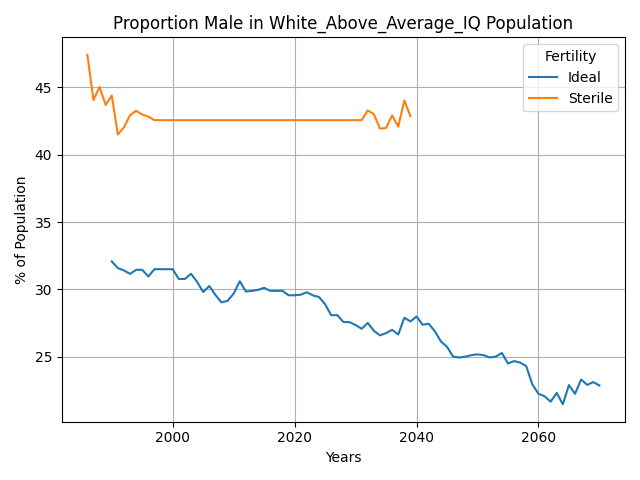 Proportion Male in White_Above_Average_IQ Population
Fertility
Ideal
Sterile
% of Population
45
40
35
30
25
2000
2020
2040
2060
Years